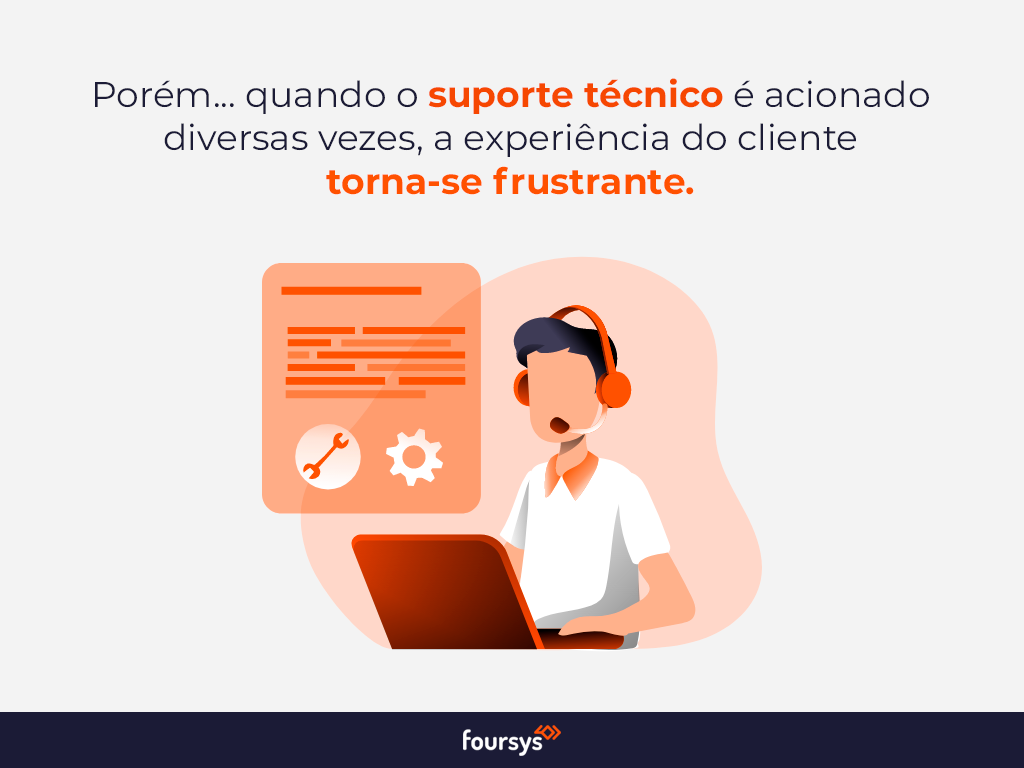 Porém... quando o suporte técnico é acionado
diversas vezes, a experiência do cliente
torna-se frustrante.
foursys